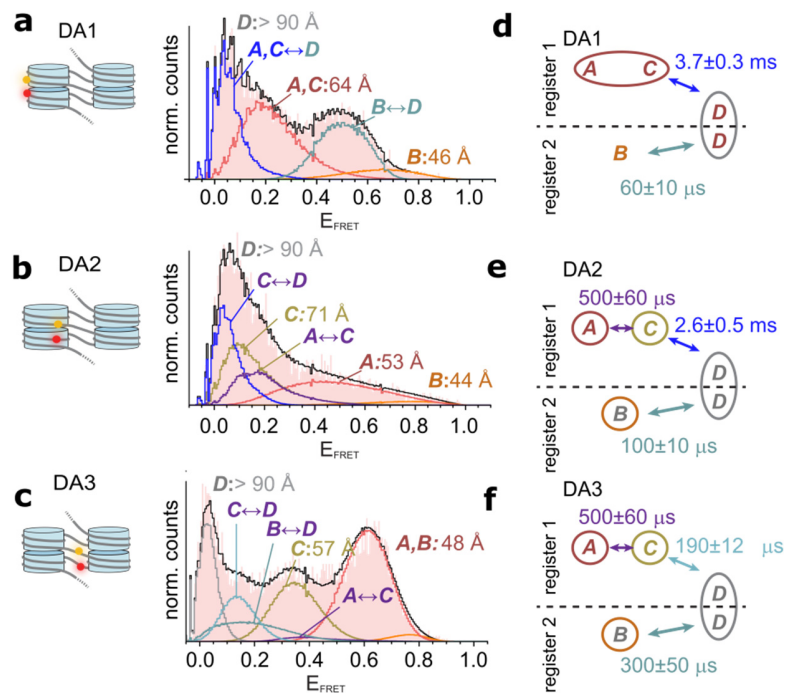 a
DA1
norm. counts
D:> 90 Å
A,C↔D
A,C:64 Å
B↔D
B:46 Å
0.0 0.2 0.4 0.6 0.8 1.0
EFRET
d
DA1
register 1
register 2
A C
3.7±0.3 ms
D
D
B
60±10 µs
b
DA2
norm. counts
D:> 90 Å
C↔D
C:71 Å
A↔C
A:53 Å
B:44 Å
0.0 0.2 0.4 0.6 0.8 1.0
EFRET
e
DA2
500±60 µs
register 1
register 2
A C
2.6±0.5 ms
D
D
B
100±10 µs
c
DA3
norm. counts
D:> 90 Å
C↔D
B↔D
C:57 Å
A,B: 48 Å
A↔C
0.0 0.2 0.4 0.6 0.8 1.0
EFRET
f
DA3
500±60 µs
register 1
register 2
A C
190±12 µs
D
D
B
300±50 µs